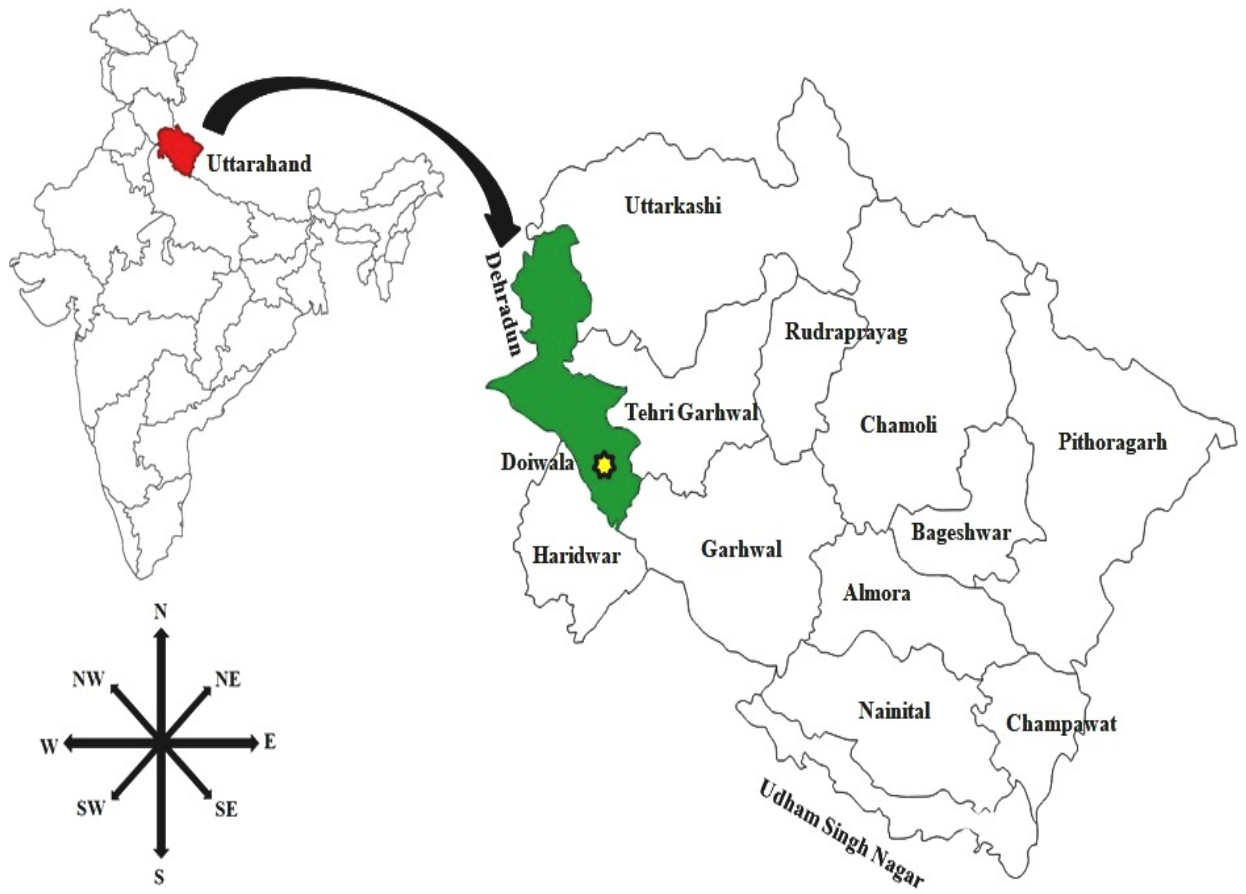 Uttarahand
Uttarkashi
Dehradun
Rudraprayag
Tehri Garhwal
Chamoli
Pithoragarh
Doiwala
Bageshwar
Haridwar
Garhwal
Almora
Nainital
Champawat
Udham Singh Nagar
N
NW
NE
W
E
SW
SE
S